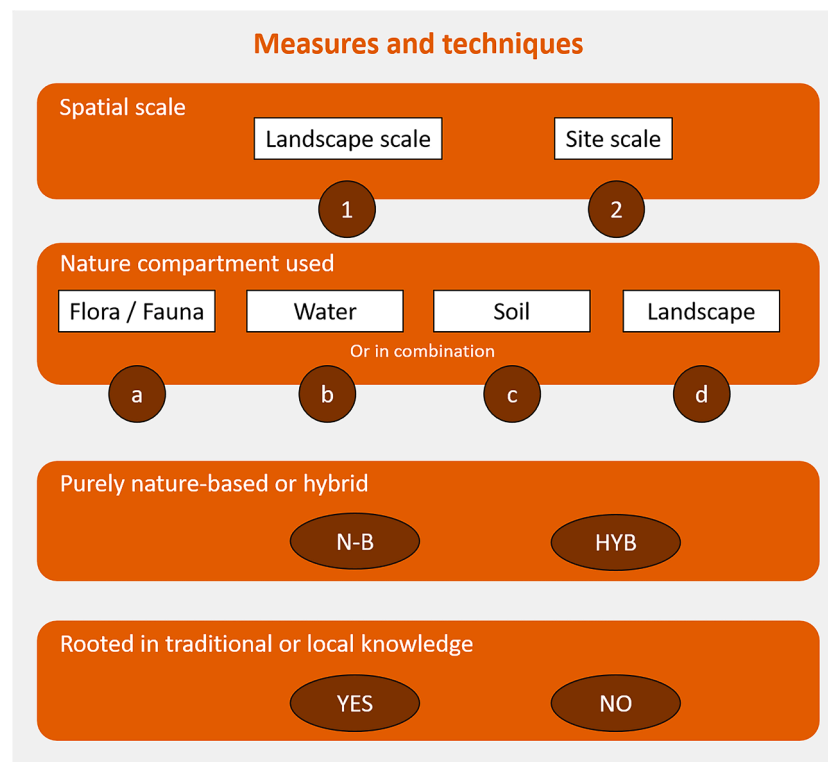 Measures and techniques
Spatial scale
Landscape scale
Site scale
1
2
Nature compartment used
Flora / Fauna
Water
Soil
Landscape
Or in combination
a
b
c
d
Purely nature-based or hybrid
N-B
HYB
Rooted in traditional or local knowledge
YES
NO